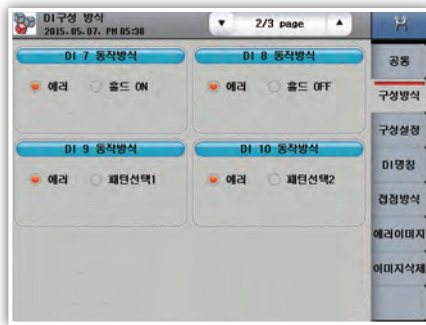 DI구성 방식
2015.05.07. PM 05:38
▼ 2/3 page ▲
DI 7 동작방식
에러 홀드 ON
DI 8 동작방식
에러 홀드 OFF
DI 9 동작방식
에러 패턴선택1
DI 10 동작방식
에러 패턴선택2
공통
구성방식
구성설정
DI명칭
접점방식
에러이미지
이미지삭제